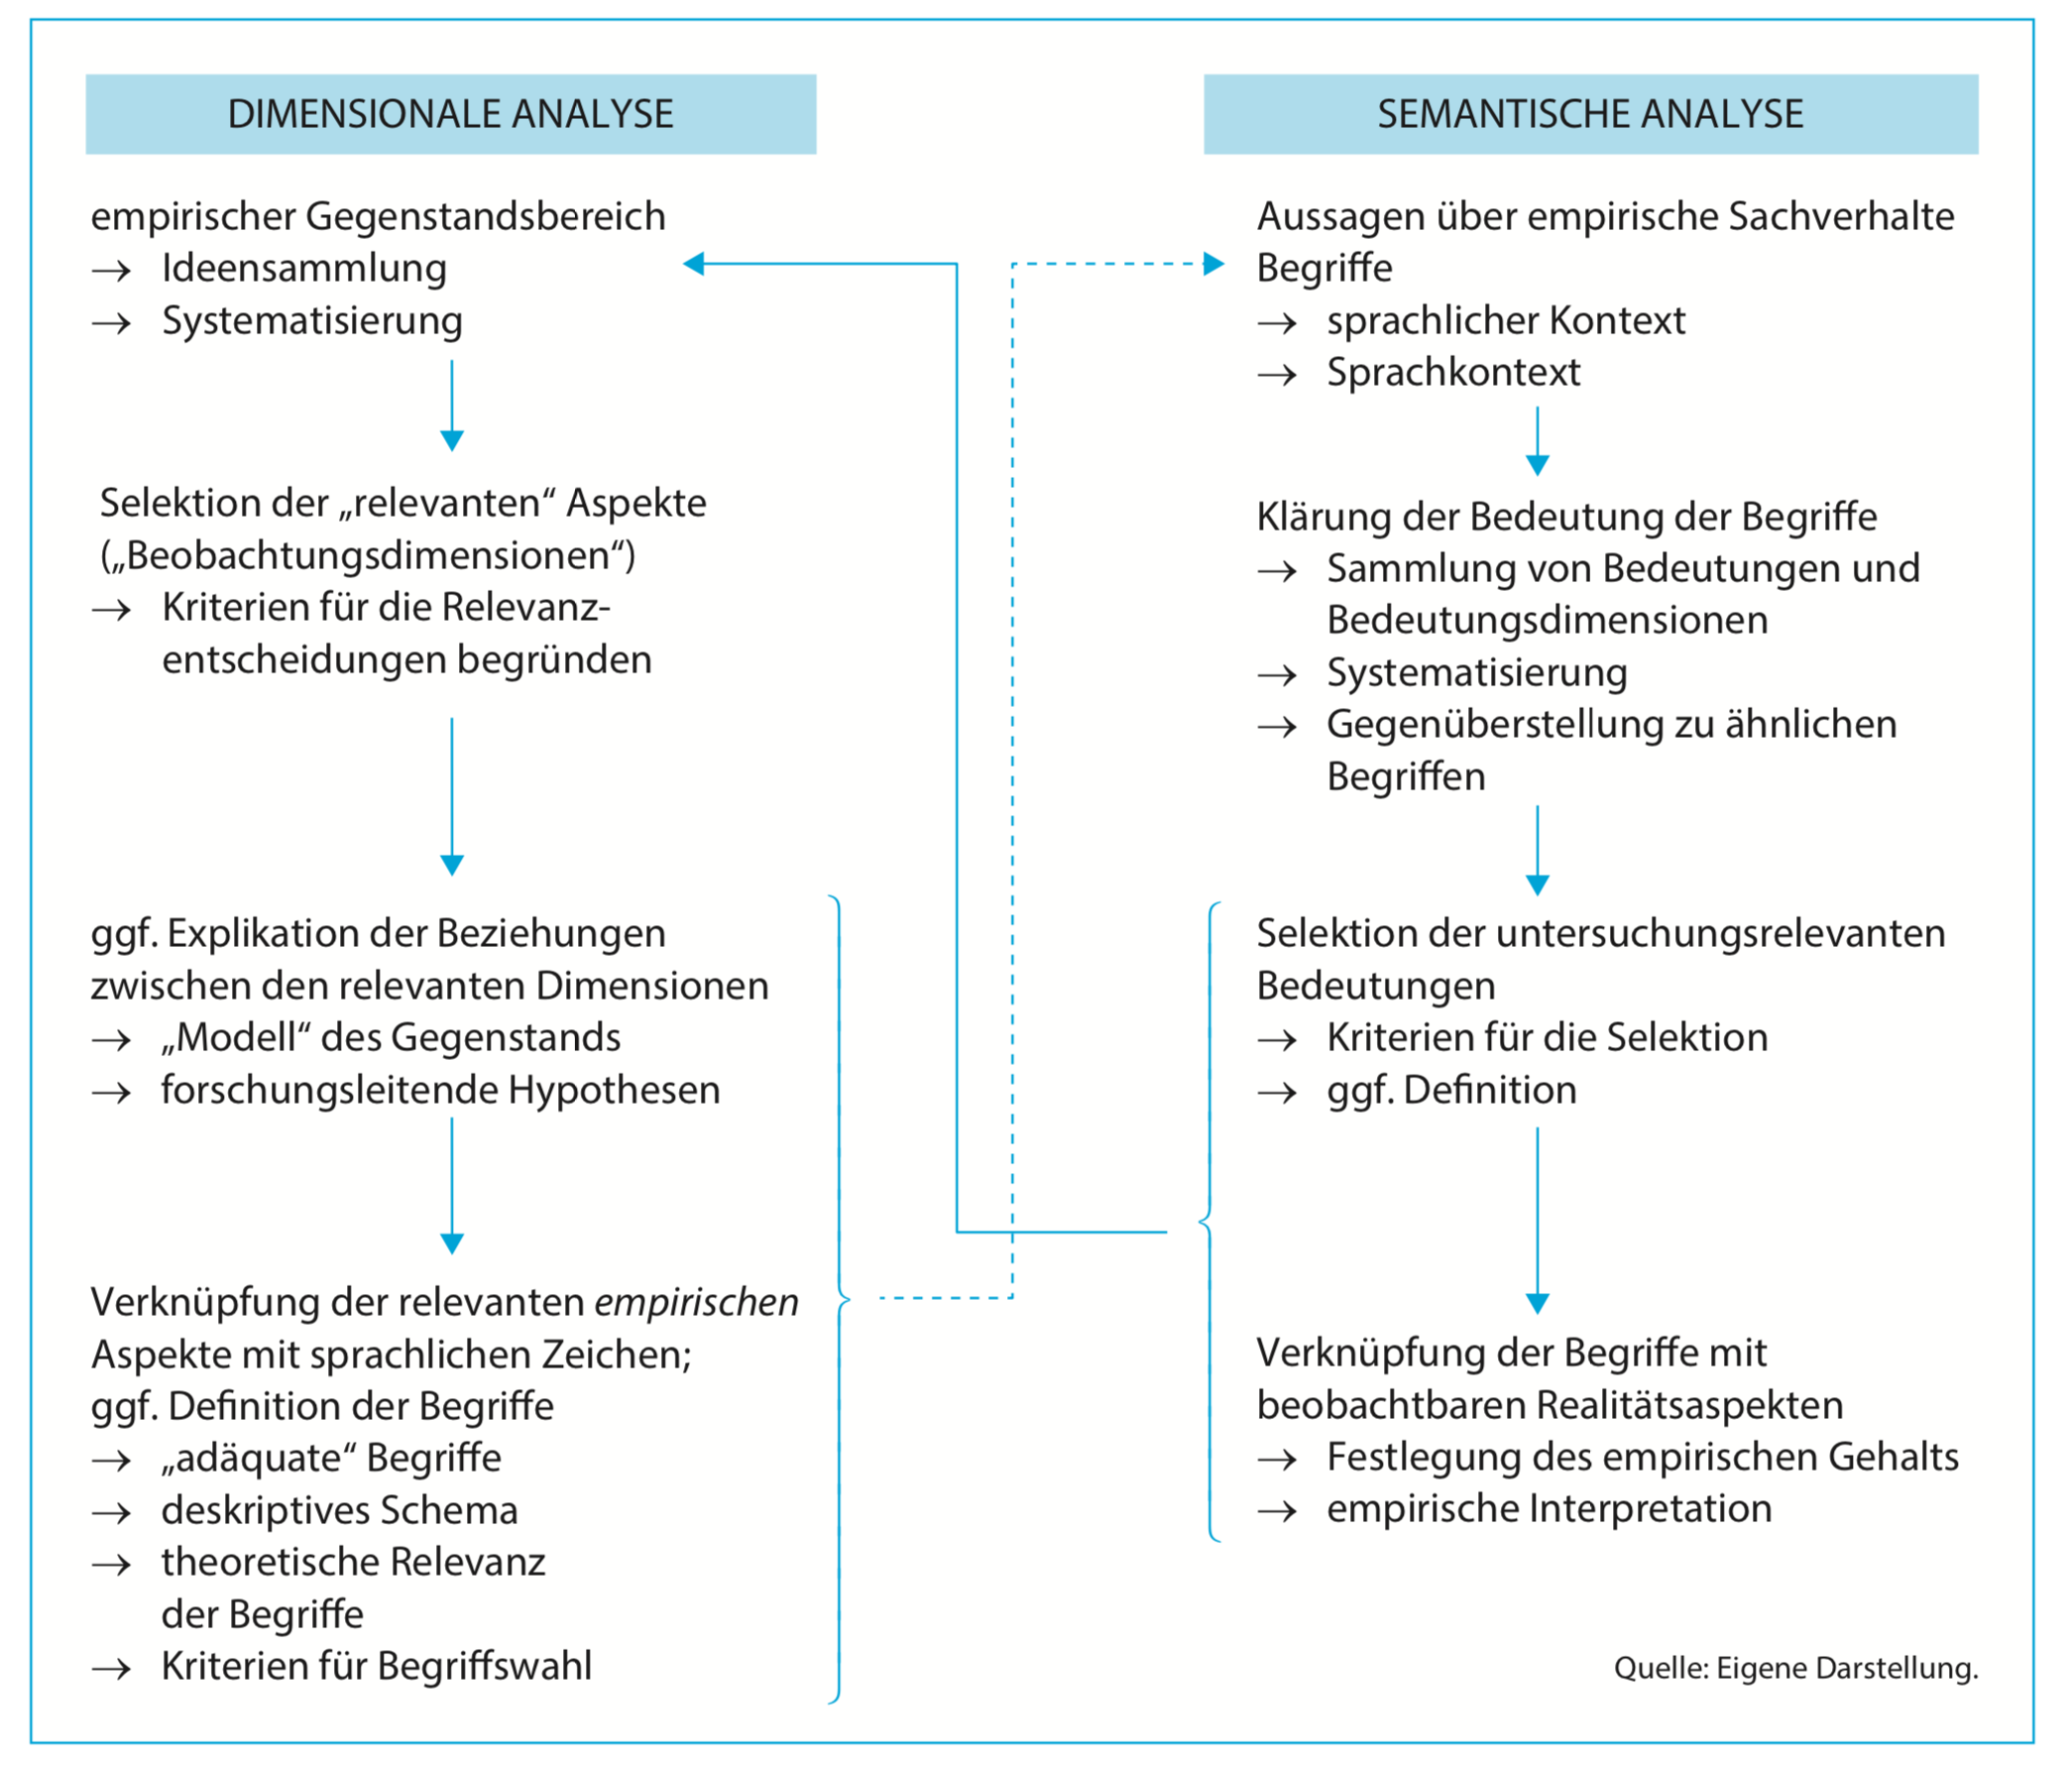 DIMENSIONALE ANALYSE
empirischer Gegenstandsbereich
→ Ideensammlung
→ Systematisierung
Selektion der „relevanten“ Aspekte
(„Beobachtungsdimensionen“)
→ Kriterien für die Relevanz-
entscheidungen begründen
ggf. Explikation der Beziehungen
zwischen den relevanten Dimensionen
→ „Modell“ des Gegenstands
→ forschungsleitende Hypothesen
Verknüpfung der relevanten empirischen
Aspekte mit sprachlichen Zeichen;
ggf. Definition der Begriffe
→ „adäquate“ Begriffe
→ deskriptives Schema
→ theoretische Relevanz
der Begriffe
→ Kriterien für Begriffswahl
SEMANTISCHE ANALYSE
Aussagen über empirische Sachverhalte
Begriffe
→ sprachlicher Kontext
→ Sprachkontext
Klärung der Bedeutung der Begriffe
→ Sammlung von Bedeutungen und
Bedeutungsdimensionen
→ Systematisierung
→ Gegenüberstellung zu ähnlichen
Begriffen
Selektion der untersuchungsrelevanten
Bedeutungen
→ Kriterien für die Selektion
→ ggf. Definition
Verknüpfung der Begriffe mit
beobachtbaren Realitätsaspekten
→ Festlegung des empirischen Gehalts
→ empirische Interpretation
Quelle: Eigene Darstellung.